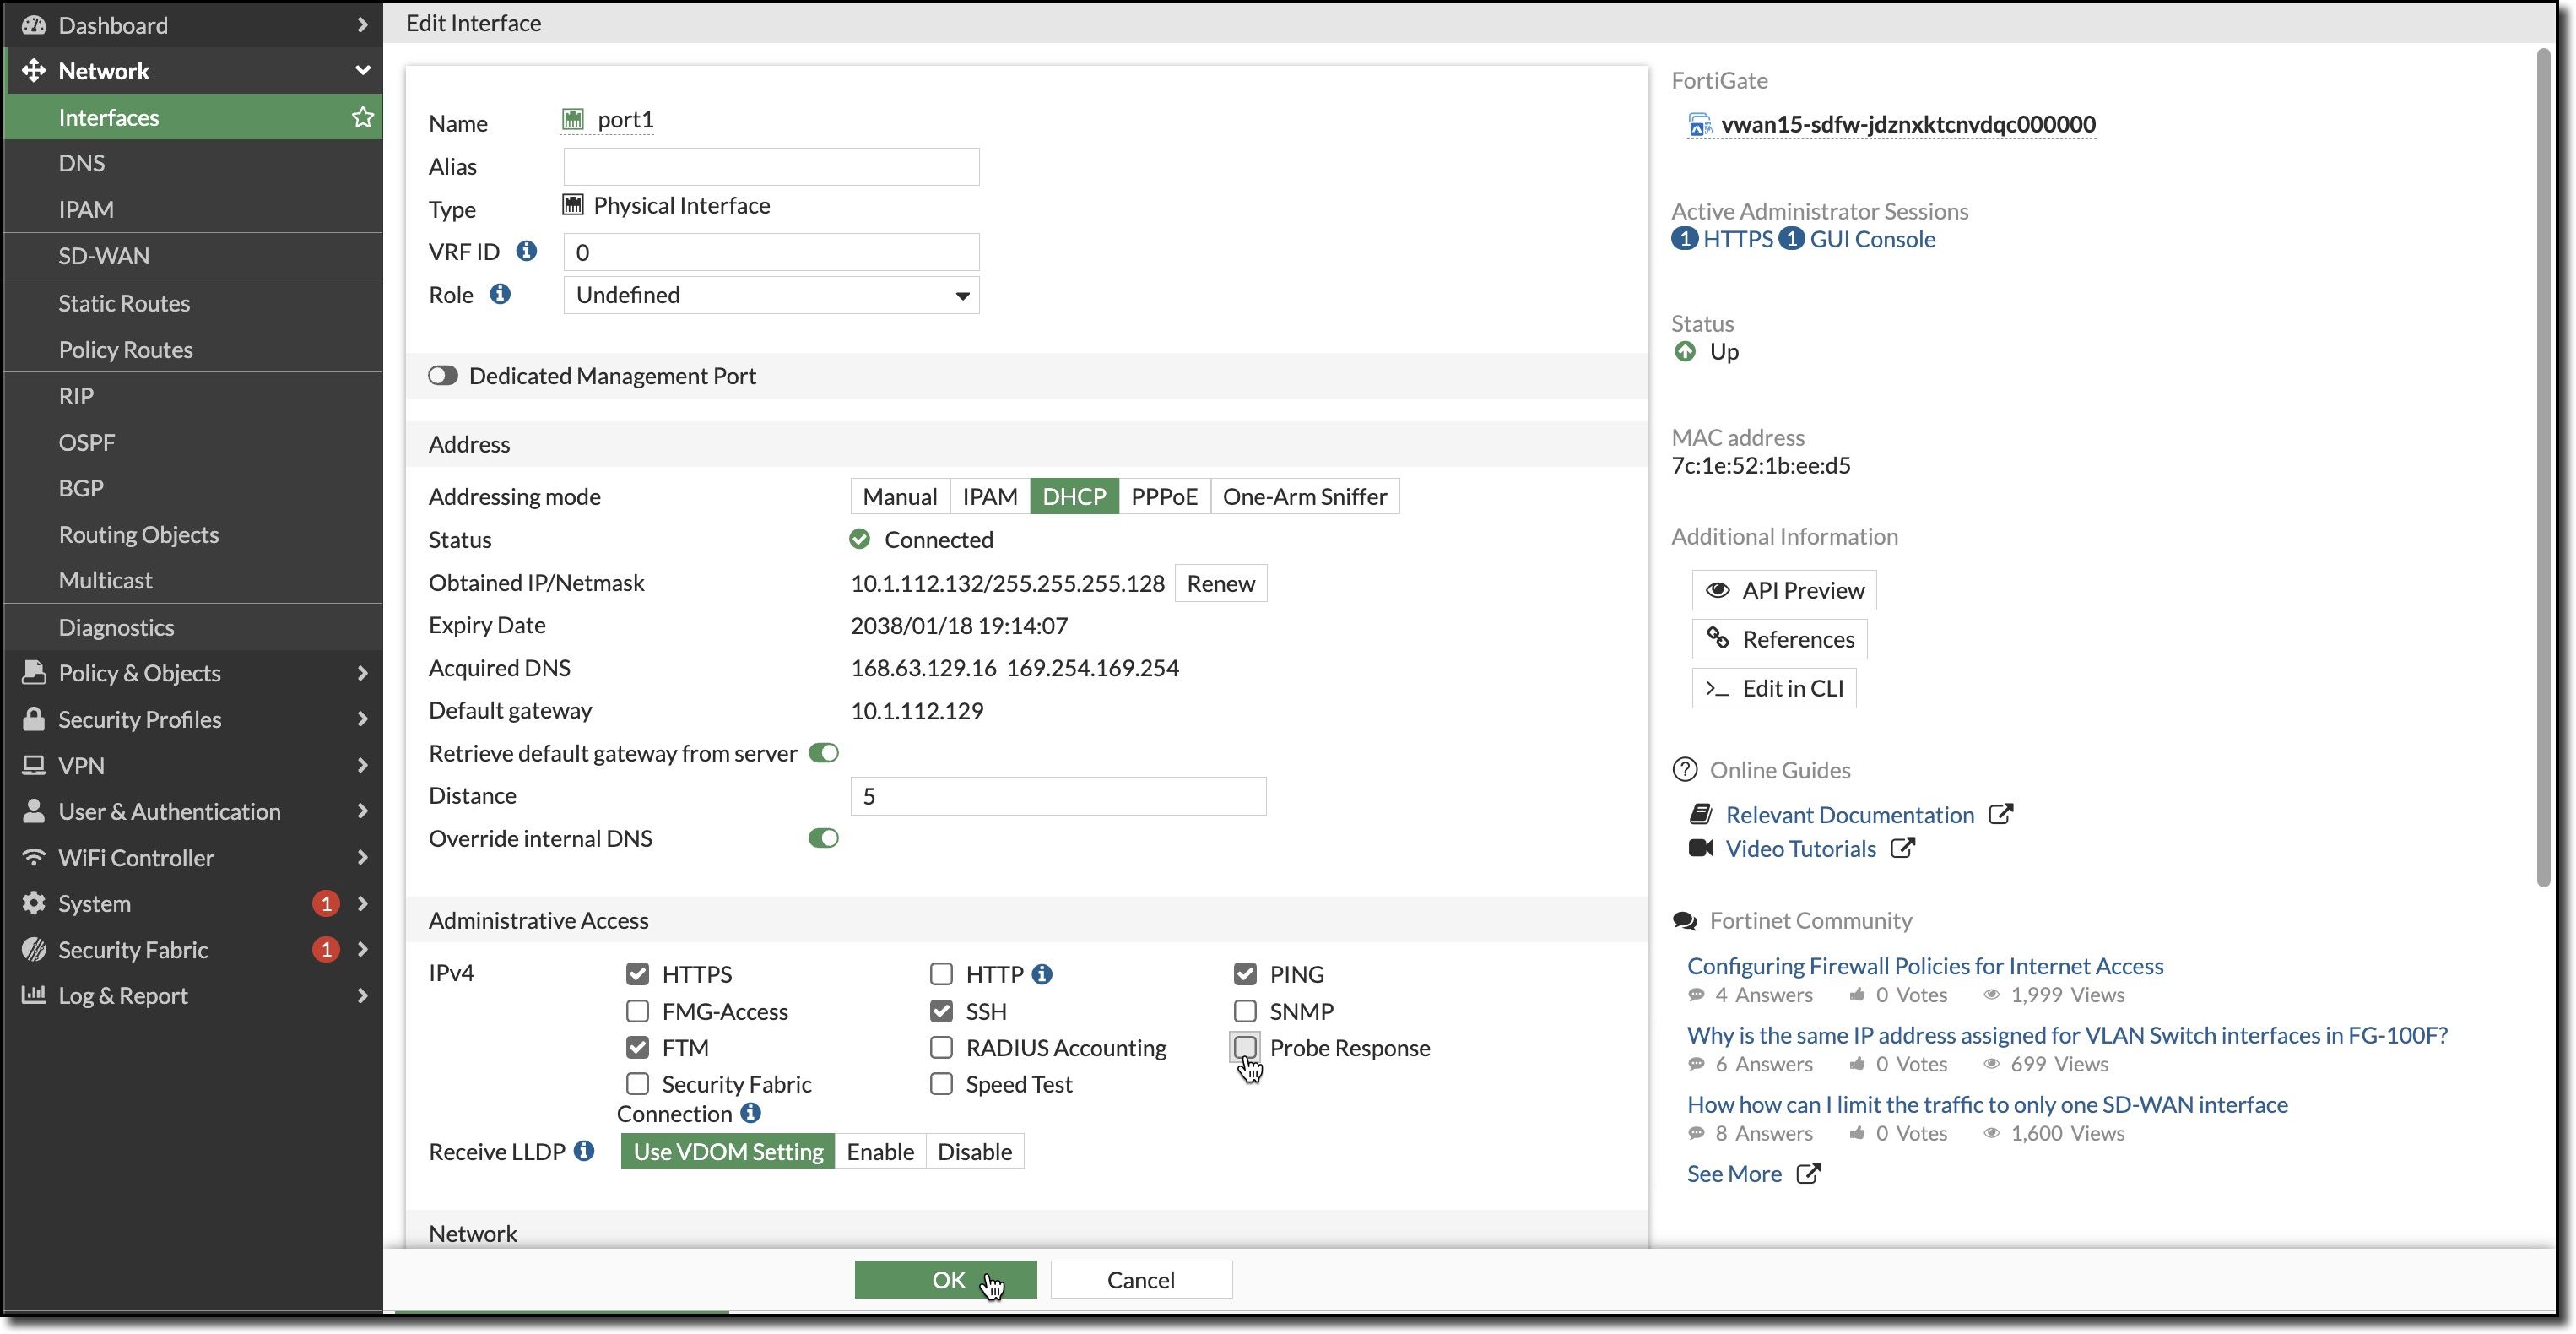 Dashboard
Network
Interfaces
DNS
IPAM
SD-WAN
Static Routes
Policy Routes
RIP
OSPF
BGP
Routing Objects
Multicast
Diagnostics
Policy & Objects
Security Profiles
VPN
User & Authentication
WiFi Controller
System 1
Security Fabric 1
Log & Report
Edit Interface
Name port1
Alias
Type Physical Interface
VRF ID 0
Role Undefined
Dedicated Management Port
Address
Addressing mode Manual IPAM DHCP PPPoE One-Arm Sniffer
Status Connected
Obtained IP/Netmask 10.1.112.132/255.255.255.128 Renew
Expiry Date 2038/01/18 19:14:07
Acquired DNS 168.63.129.16 169.254.169.254
Default gateway 10.1.112.129
Retrieve default gateway from server
Distance 5
Override internal DNS
Administrative Access
IPv4 HTTPS HTTP PING
FMG-Access SSH SNMP
FTM RADIUS Accounting Probe Response
Security Fabric Speed Test
Connection
Receive LLDP Use VDOM Setting Enable Disable
Network
OK Cancel
FortiGate
vwan15-sdfw-jdznxktcnvdqc000000
Active Administrator Sessions
1 HTTPS 1 GUI Console
Status
Up
MAC address
7c:1e:52:1b:ee:d5
Additional Information
API Preview
References
>_ Edit in CLI
Online Guides
Relevant Documentation
Video Tutorials
Fortinet Community
Configuring Firewall Policies for Internet Access
4 Answers 0 Votes 1,999 Views
Why is the same IP address assigned for VLAN Switch interfaces in FG-100F?
6 Answers 0 Votes 699 Views
How how can I limit the traffic to only one SD-WAN interface
8 Answers 0 Votes 1,600 Views
See More